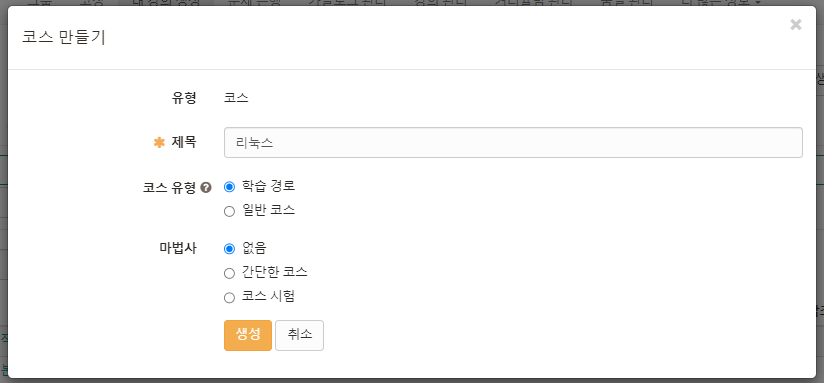 코스 만들기
×
유형 코스
✱ 제목 리눅스
코스 유형 ? 학습 경로
일반 코스
마법사 없음
간단한 코스
코스 시험
생성 취소